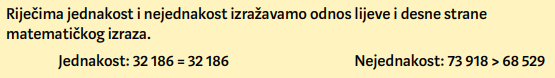 Riječima jednakost i nejednakost izražavamo odnos lijeve i desne strane
matematičkog izraza.
Jednakost: 32 186 = 32 186 Nejednakost: 73 918 > 68 529